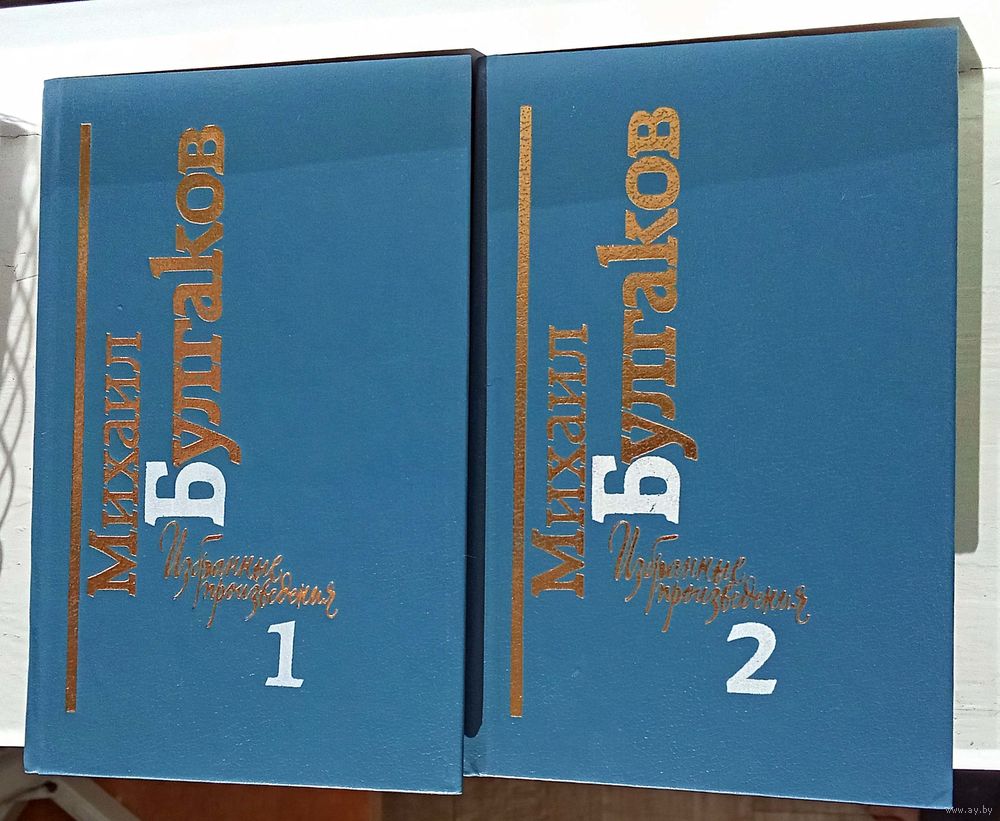 Михаил
Булгаков
Избранные
произведения
1
Михаил
Булгаков
Избранные
произведения
2
www.ay.by